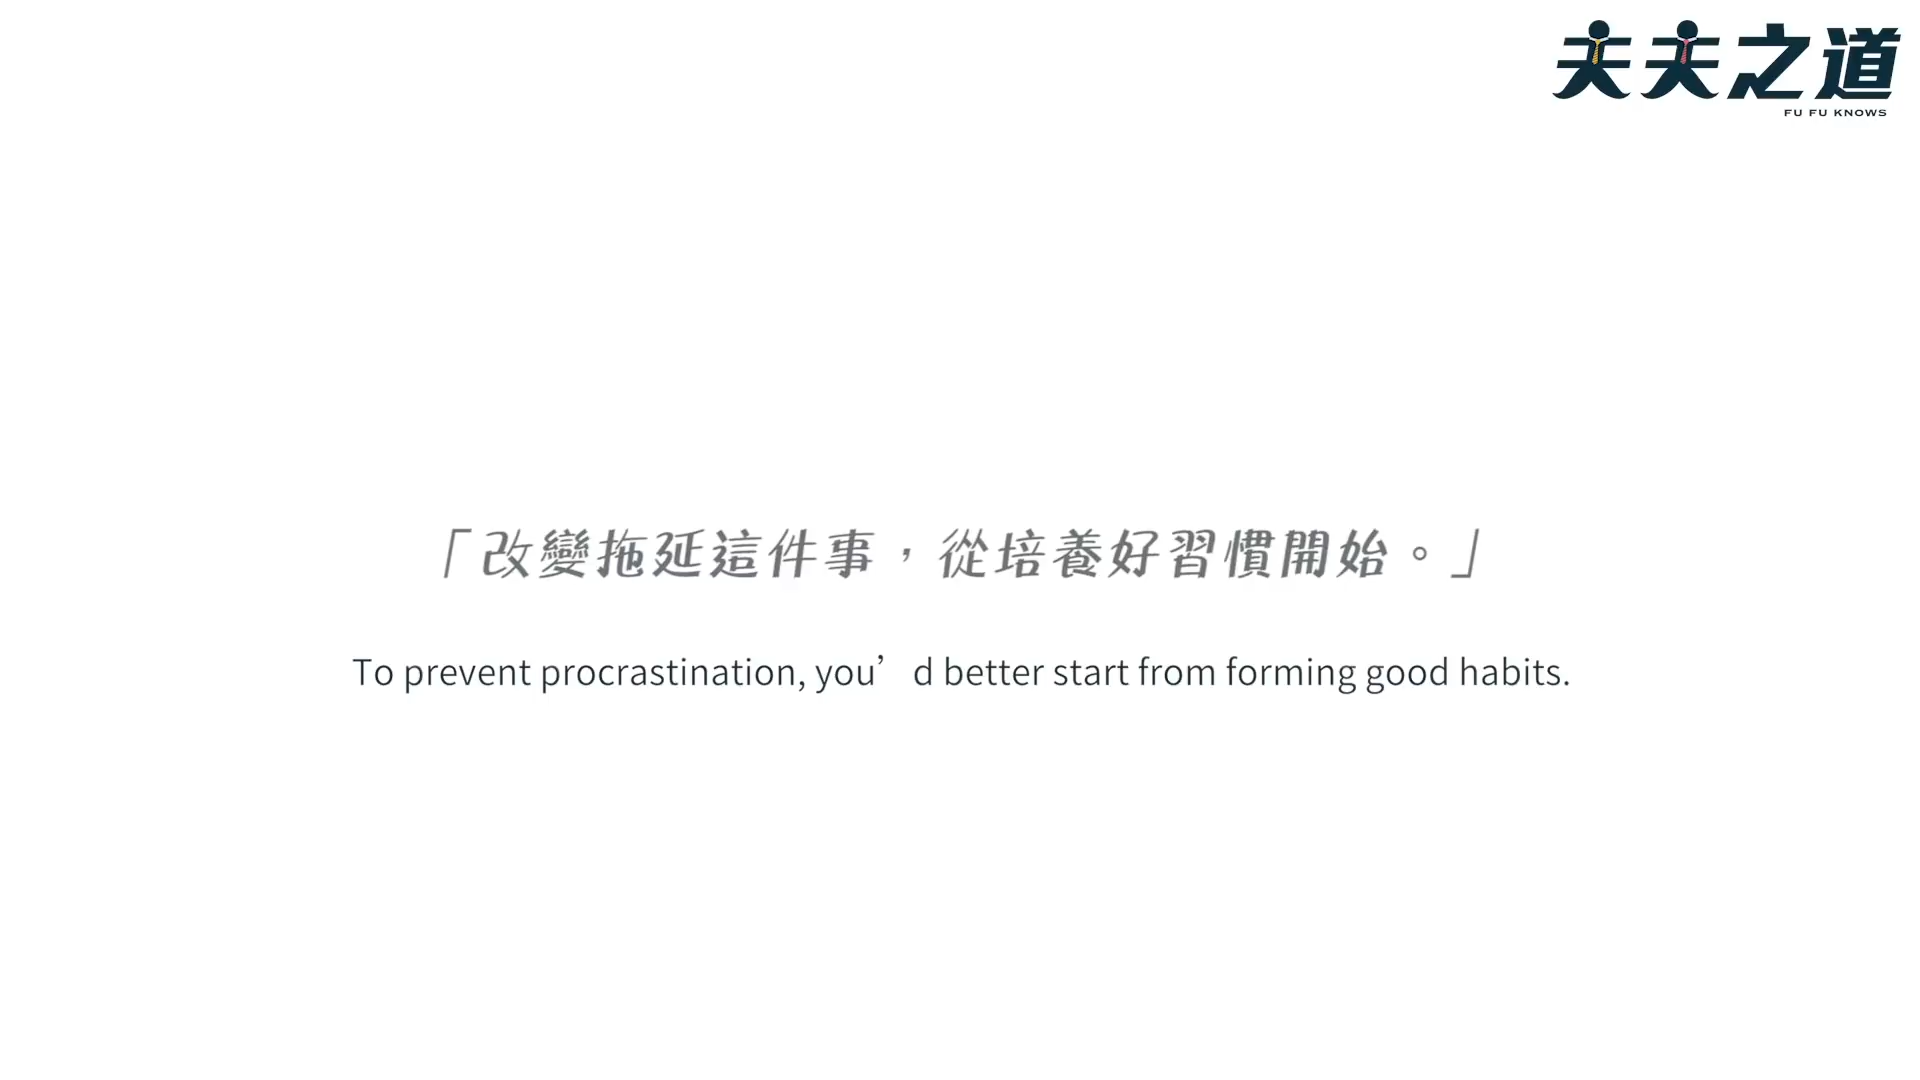 夫夫之道
FU FU KNOWS
「改變拖延這件事，從培養好習慣開始。」
To prevent procrastination, you’d better start from forming good habits.